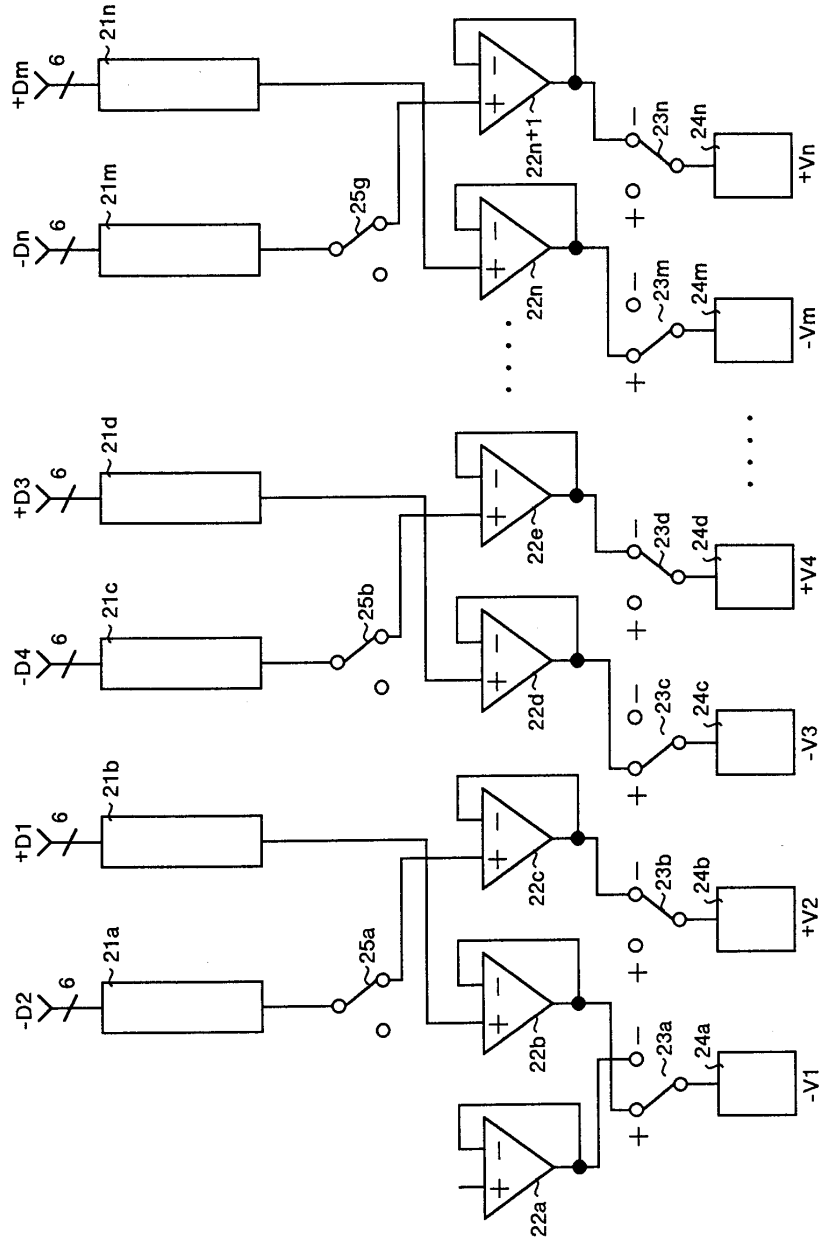 -D2
+D1
-D4
+D3
-Dn
+Dm
6
6
6
6
6
6
21a
21b
21c
21d
21m
21n
25a
25b
25g
+ −
+ −
+ −
+ −
+ −
+ −
+ −
22a
22b
22c
22d
22e
22n
22n+1
+ −
+ −
+ −
+ −
+ −
+ −
23a
23b
23c
23d
23m
23n
24a
24b
24c
24d
24m
24n
-V1
+V2
-V3
+V4
-Vm
+Vn